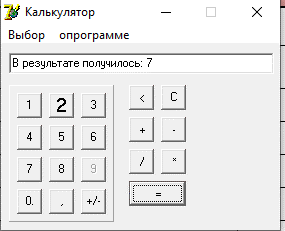 Калькулятор
Выбор опрограмме
В результате получилось: 7
1 2 3 < C
4 5 6 + -
7 8 9 / *
0. , +/- =